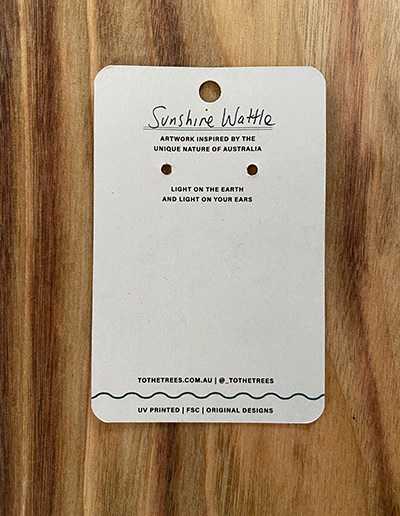 Sunshine Wattle
ARTWORK INSPIRED BY THE
UNIQUE NATURE OF AUSTRALIA
LIGHT ON THE EARTH
AND LIGHT ON YOUR EARS
TOTHETREES.COM.AU | @_TOTHETREES
UV PRINTED | FSC | ORIGINAL DESIGNS